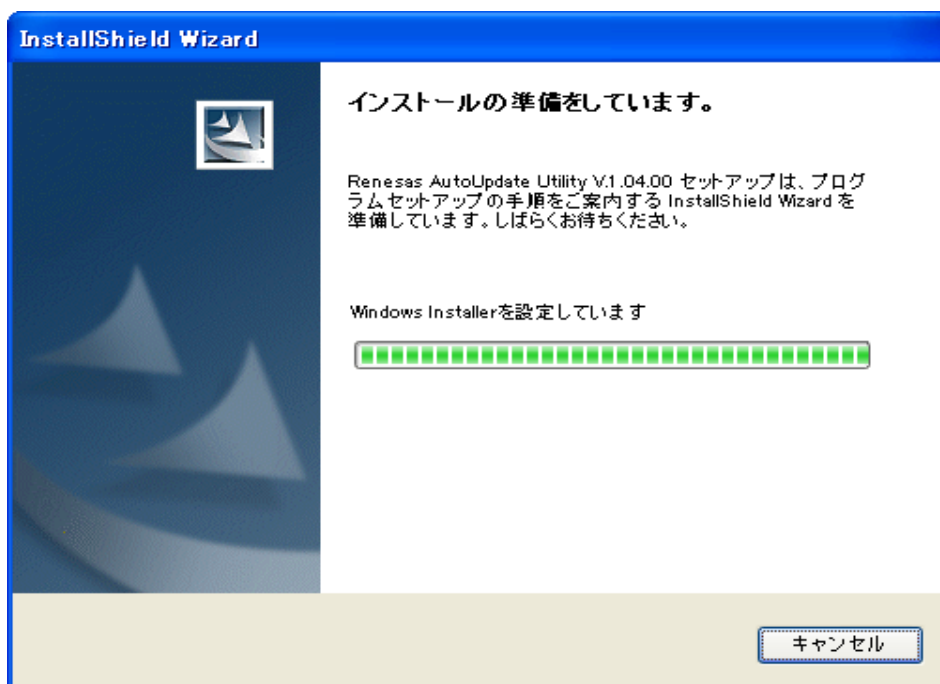 InstallShield Wizard
インストールの準備をしています。
Renesas AutoUpdate Utility V.1.04.00 セットアップは、プログ
ラムセットアップの手順をご案内する InstallShield Wizard を
準備しています。しばらくお待ちください。
Windows Installerを設定しています
キャンセル